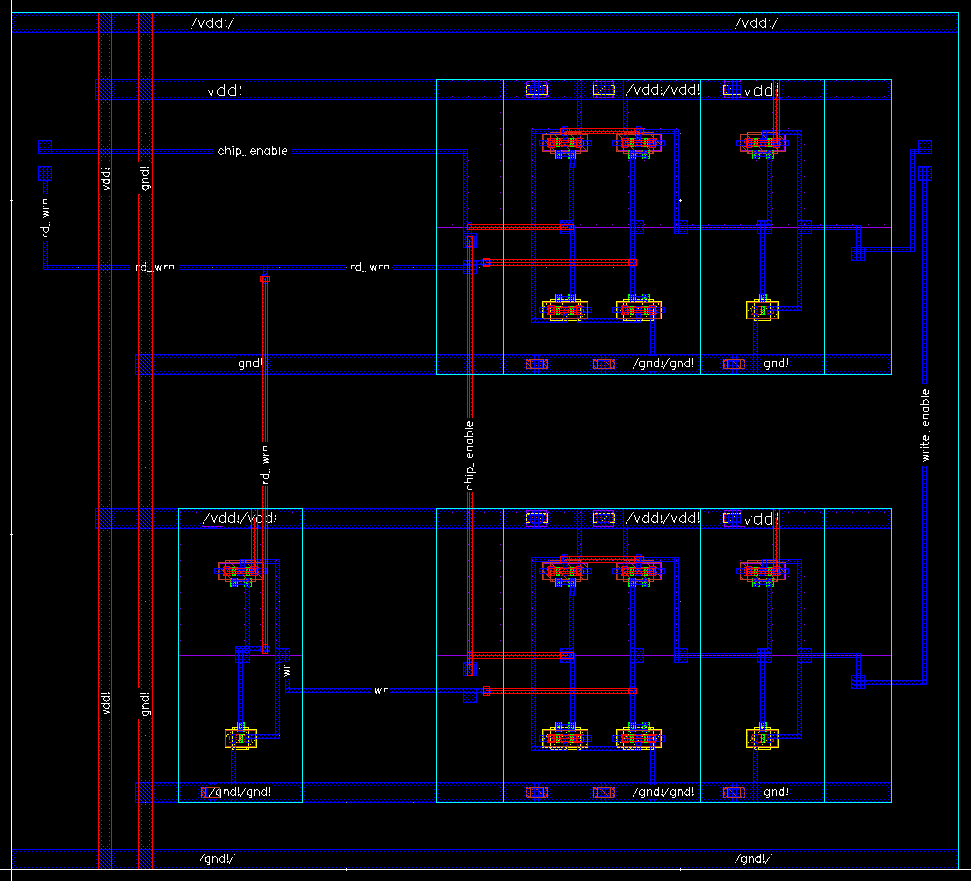 /vdd!/ /vdd!/
vdd! /vdd!/vdd! vdd!
chip_enable
vdd! gnd!
rd_wrn
rd_wrn rd_wrn
gnd! /gnd!/gnd! gnd!
write_enable
chip_enable
rd_wrn
/vdd!/vdd! /vdd!/vdd! vdd!
wr
wr
vdd! gnd!
/gnd!/gnd! /gnd!/gnd! gnd!
/gnd!/ /gnd!/